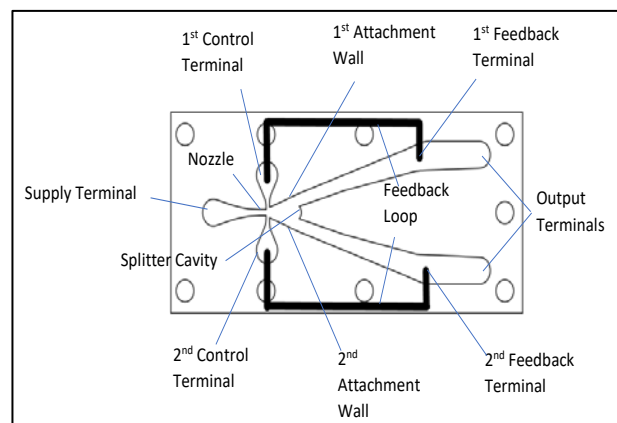 1st Control
Terminal
1st Attachment
Wall
1st Feedback
Terminal
Nozzle
Supply Terminal
Feedback
Loop
Output
Terminals
Splitter Cavity
2nd Control
Terminal
2nd
Attachment
Wall
2nd Feedback
Terminal